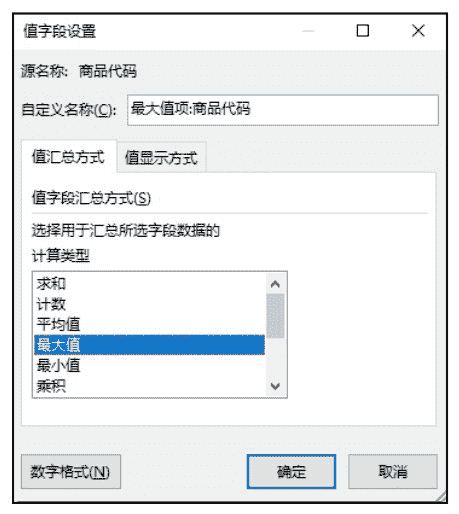 值字段设置
源名称: 商品代码
自定义名称(C): 最大值项:商品代码
值汇总方式 值显示方式
值字段汇总方式(S)
选择用于汇总所选字段数据的
计算类型
求和
计数
平均值
最大值
最小值
乘积
数字格式(N) 确定 取消